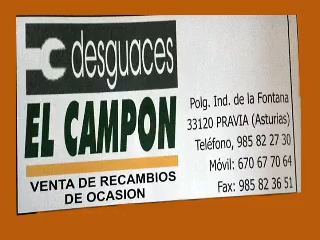 desguaces
EL CAMPON
VENTA DE RECAMBIOS
DE OCASION
Polg. Ind. de la Fontana
33120 PRAVIA (Asturias)
Teléfono, 985 82 27 30
Móvil: 670 67 70 64
Fax: 985 82 36 51